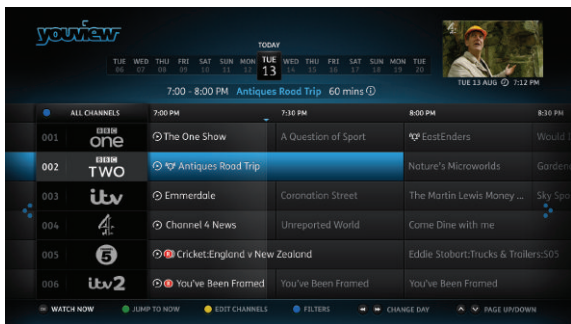 youview
TODAY
TUE WED THU FRI SAT SUN MON TUE WED THU FRI SAT SUN MON TUE
06 07 08 09 10 11 12 13 14 15 16 17 18 19 20
4
TUE 13 AUG 7:12 PM
7:00 - 8:00 PM Antiques Road Trip 60 mins
ALL CHANNELS 7:00 PM 7:30 PM 8:00 PM 8:30 PM
001 BBC one The One Show A Question of Sport EastEnders Would I
002 BBC TWO Antiques Road Trip Nature's Microworlds Garden
003 itv Emmerdale Coronation Street The Martin Lewis Money ... Sky Spo
004 4 Channel 4 News Unreported World Come Dine with me
005 5 Cricket:England v New Zealand Eddie Stobart:Trucks & Trailers:S05
006 itv2 You've Been Framed You've Been Framed You've Been Framed
WATCH NOW JUMP TO NOW EDIT CHANNELS FILTERS CHANGE DAY PAGE UP/DOWN